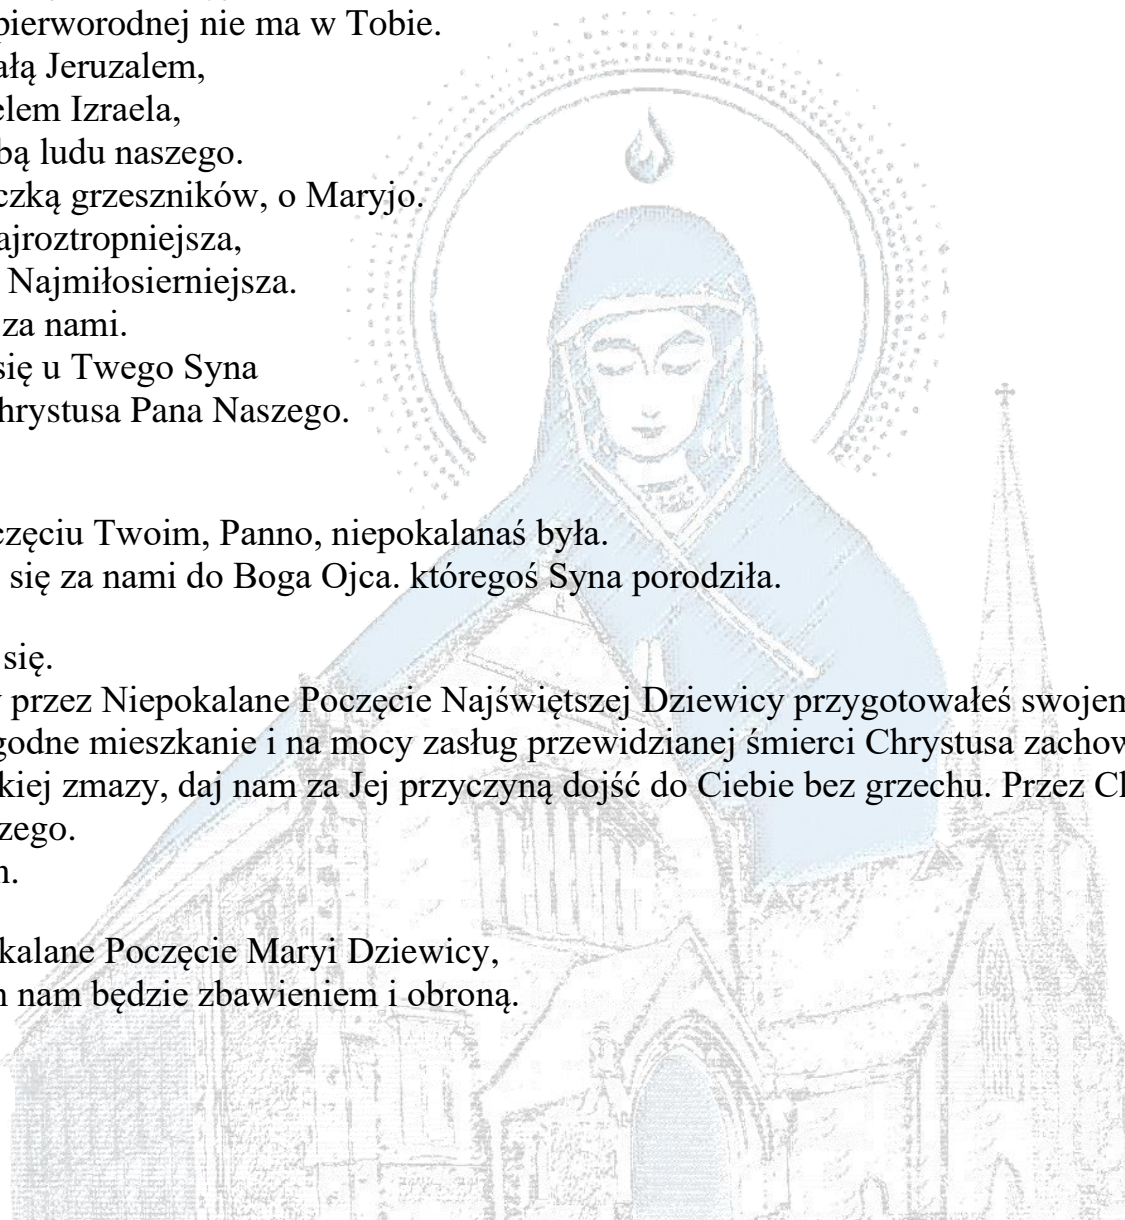 pierworodnej nie ma w Tobie.
ałą Jeruzalem,
elem Izraela,
bą ludu naszego.
czką grzeszników, o Maryjo.
ajroztropniejsza,
Najmiłosierniejsza.
za nami.
się u Twego Syna
hrystusa Pana Naszego.
częciu Twoim, Panno, niepokalanaś była.
się za nami do Boga Ojca. któregoś Syna porodziła.
się.
y przez Niepokalane Poczęcie Najświętszej Dziewicy przygotowałeś swojem
godne mieszkanie i na mocy zasług przewidzianej śmierci Chrystusa zachow
kiej zmazy, daj nam za Jej przyczyną dojść do Ciebie bez grzechu. Przez Ch
zego.
n.
kalane Poczęcie Maryi Dziewicy,
n nam będzie zbawieniem i obroną.